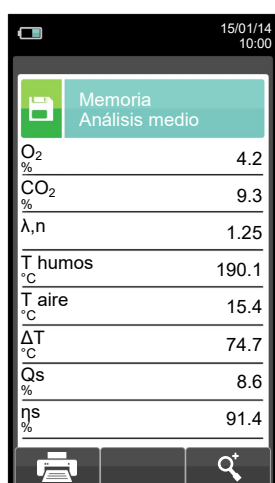 15/01/14
10:00
Memoria
Análisis medio
O₂ 4.2
%
CO₂ 9.3
%
λ,n 1.25
T humos 190.1
°C
T aire 15.4
°C
ΔT 74.7
°C
Qs 8.6
%
ηs 91.4
%